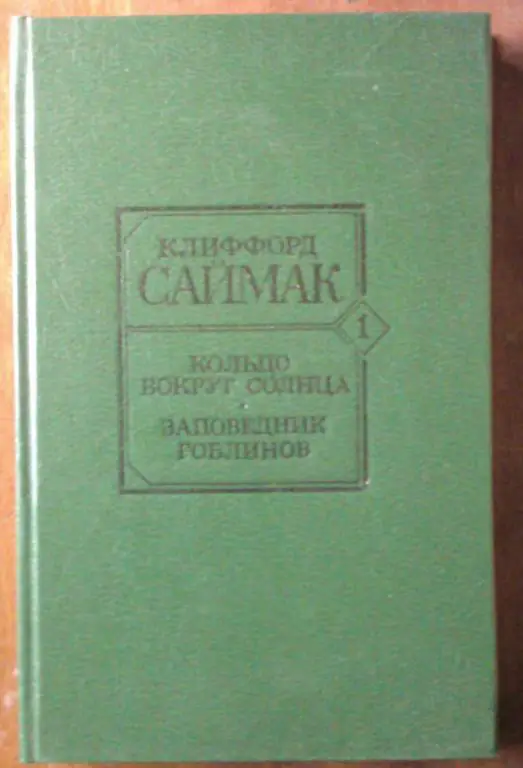 КЛИФФОРД
САЙМАК
1
КОЛЬЦО
ВОКРУГ СОЛНЦА
ЗАПОВЕДНИК
ГОБЛИНОВ